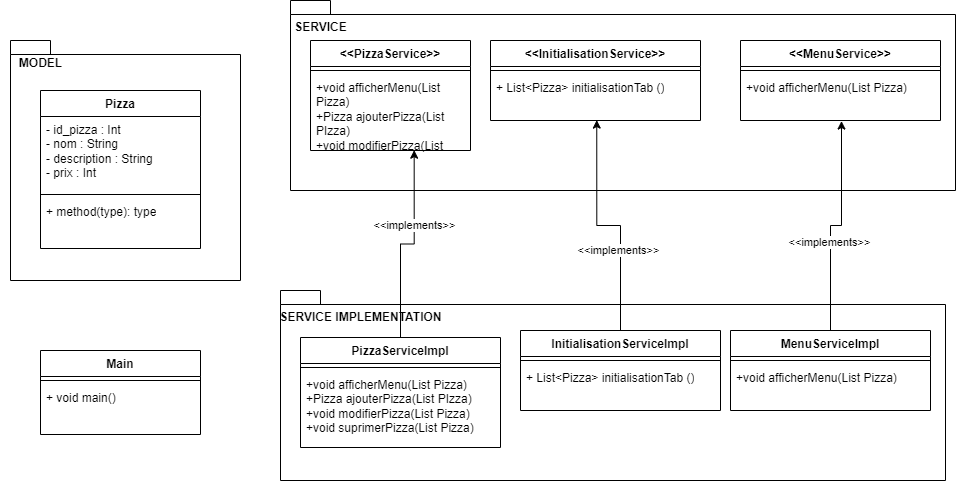 SERVICE
<<PizzaService>>
+void afficherMenu(List
Pizza)
+Pizza ajouterPizza(List
PIzza)
+void modifierPizza(List
<<InitialisationService>>
+ List<Pizza> initialisationTab ()
<<MenuService>>
+void afficherMenu(List Pizza)
MODEL
Pizza
- id_pizza : Int
- nom : String
- description : String
- prix : Int
+ method(type): type
<<implements>>
<<implements>>
<<implements>>
SERVICE IMPLEMENTATION
PizzaServiceImpl
+void afficherMenu(List Pizza)
+Pizza ajouterPizza(List PIzza)
+void modifierPizza(List Pizza)
+void suprimerPizza(List Pizza)
InitialisationServiceImpl
+ List<Pizza> initialisationTab ()
MenuServiceImpl
+void afficherMenu(List Pizza)
Main
+ void main()